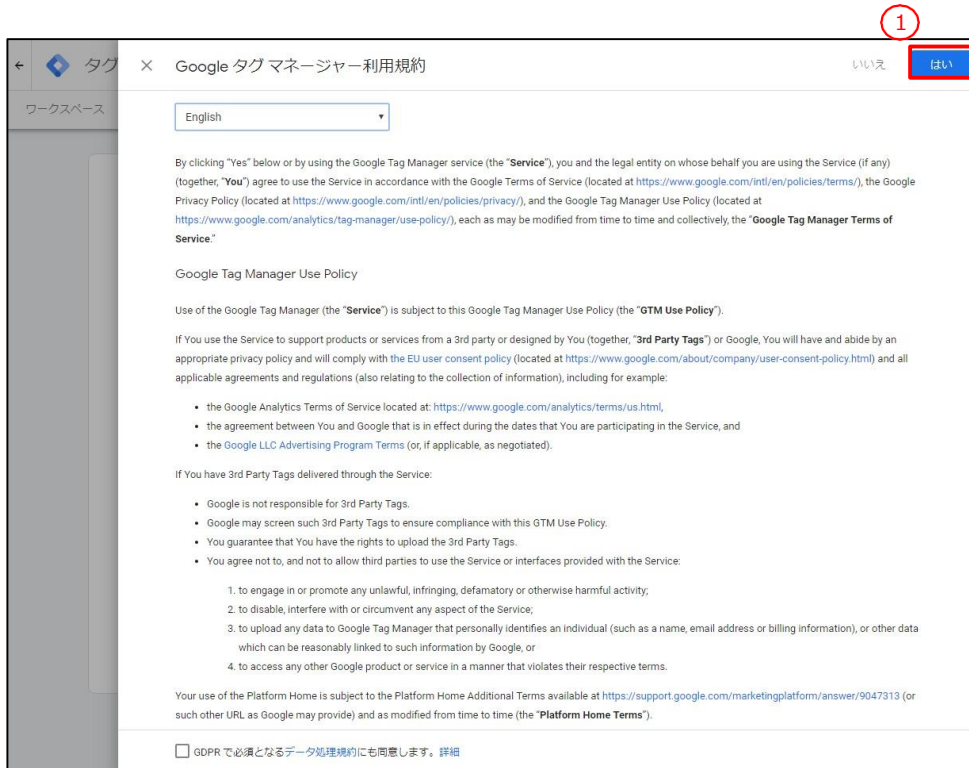 1
← タグ × Google タグ マネージャー利用規約 いいえ はい
ワークスペース
English
By clicking "Yes" below or by using the Google Tag Manager service (the "Service"), you and the legal entity on whose behalf you are using the Service (if any)
(together, "You") agree to use the Service in accordance with the Google Terms of Service (located at https://www.google.com/intl/en/policies/terms/), the Google
Privacy Policy (located at https://www.google.com/intl/en/policies/privacy/), and the Google Tag Manager Use Policy (located at
https://www.google.com/analytics/tag-manager/use-policy/), each as may be modified from time to time and collectively, the "Google Tag Manager Terms of
Service."
Google Tag Manager Use Policy
Use of the Google Tag Manager (the "Service") is subject to this Google Tag Manager Use Policy (the "GTM Use Policy").
If You use the Service to support products or services from a 3rd party or designed by You (together, "3rd Party Tags") or Google, You will have and abide by an
appropriate privacy policy and will comply with the EU user consent policy (located at https://www.google.com/about/company/user-consent-policy.html) and all
applicable agreements and regulations (also relating to the collection of information), including for example:
• the Google Analytics Terms of Service located at: https://www.google.com/analytics/terms/us.html,
• the agreement between You and Google that is in effect during the dates that You are participating in the Service, and
• the Google LLC Advertising Program Terms (or, if applicable, as negotiated).
If You have 3rd Party Tags delivered through the Service:
• Google is not responsible for 3rd Party Tags.
• Google may screen such 3rd Party Tags to ensure compliance with this GTM Use Policy.
• You guarantee that You have the rights to upload the 3rd Party Tags.
• You agree not to, and not to allow third parties to use the Service or interfaces provided with the Service:
1. to engage in or promote any unlawful, infringing, defamatory or otherwise harmful activity;
2. to disable, interfere with or circumvent any aspect of the Service;
3. to upload any data to Google Tag Manager that personally identifies an individual (such as a name, email address or billing information), or other data
which can be reasonably linked to such information by Google, or
4. to access any other Google product or service in a manner that violates their respective terms.
Your use of the Platform Home is subject to the Platform Home Additional Terms available at https://support.google.com/marketingplatform/answer/9047313 (or
such other URL as Google may provide) and as modified from time to time (the "Platform Home Terms").
GDPR で必須となるデータ処理規約にも同意します。詳細